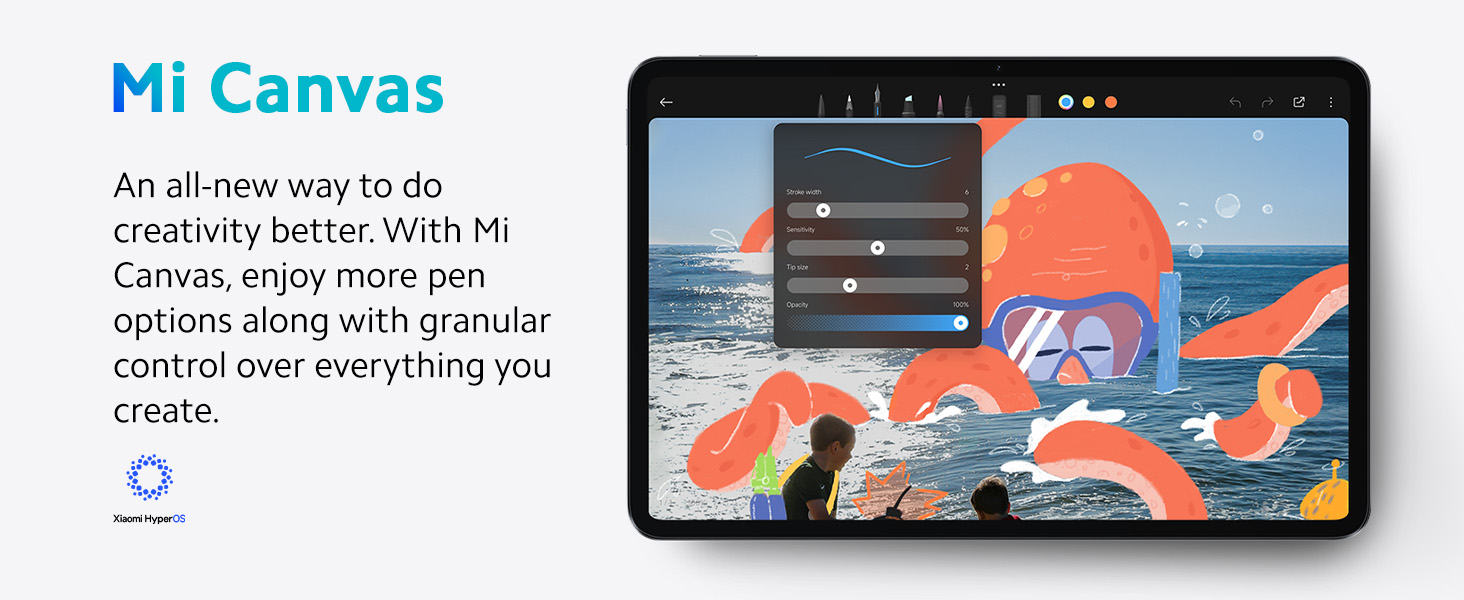 Mi Canvas
An all-new way to do
creativity better. With Mi
Canvas, enjoy more pen
options along with granular
control over everything you
create.
Xiaomi HyperOS
Stroke width 6
Sensitivity 50%
Tip size 2
Opacity 100%